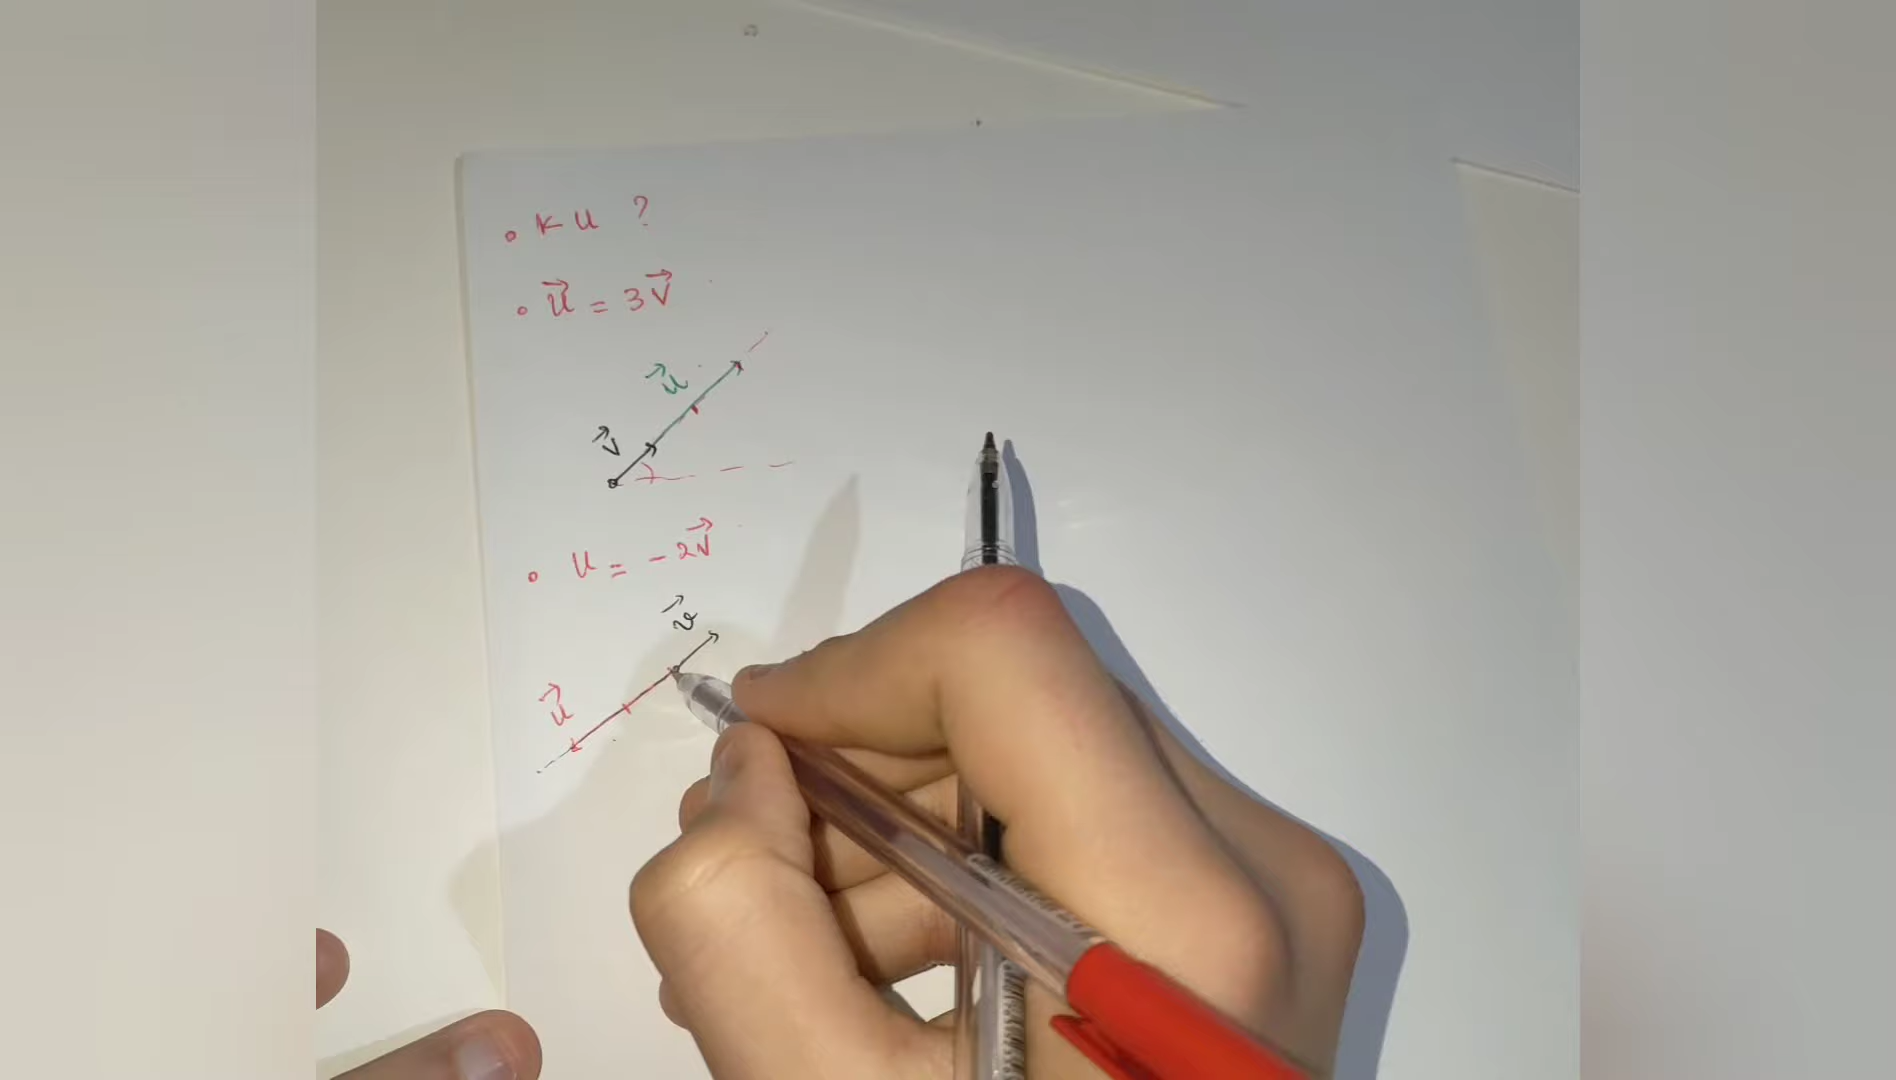 • K u ?
• u⃗ = 3v⃗
u⃗
v⃗
• u = -2v⃗
v⃗
u⃗